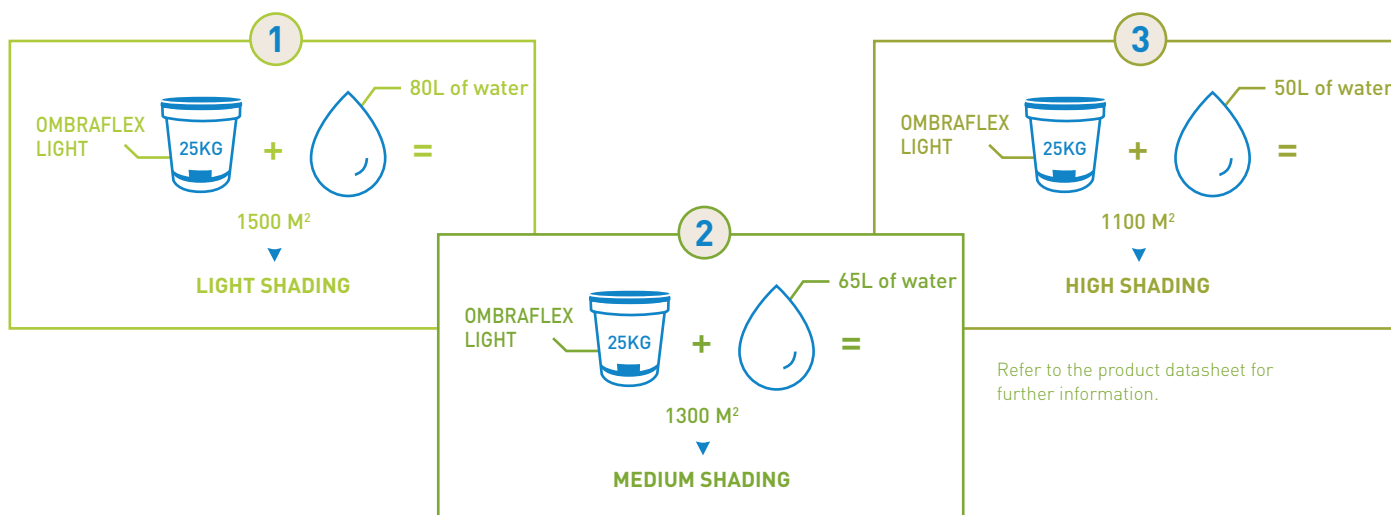 1
80L of water
OMBRAFLEX
LIGHT
25KG
+
=
1500 M²
LIGHT SHADING
2
65L of water
OMBRAFLEX
LIGHT
25KG
+
=
1300 M²
MEDIUM SHADING
3
50L of water
OMBRAFLEX
LIGHT
25KG
+
=
1100 M²
HIGH SHADING
Refer to the product datasheet for
further information.